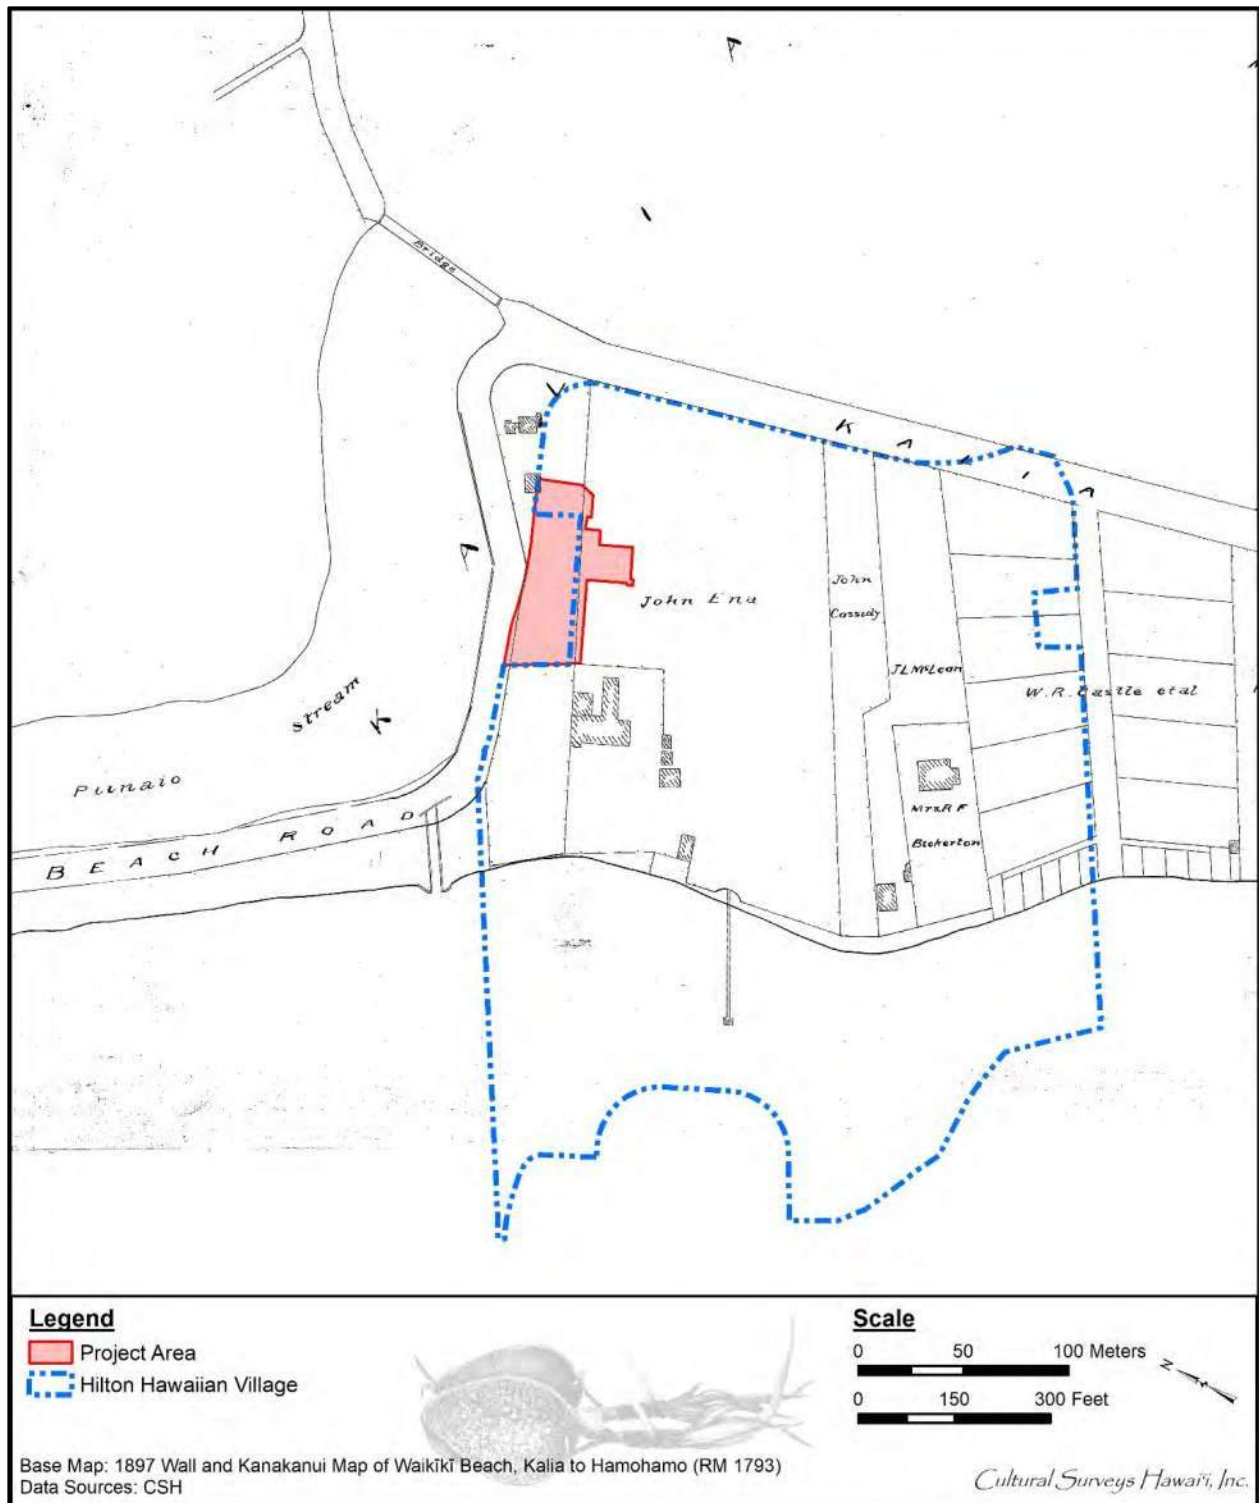 Bridge
K A L I A
John Ena
John
Cassidy
J L McLean
W. R. Castle et al
stream
Piinaio
Mrs R F
Bickerton
BEACH ROAD
Legend
Project Area
Hilton Hawaiian Village
Scale
0 50 100 Meters
0 150 300 Feet
N
Base Map: 1897 Wall and Kanakanui Map of Waikīkī Beach, Kalia to Hamohamo (RM 1793)
Data Sources: CSH
Cultural Surveys Hawai‘i, Inc.